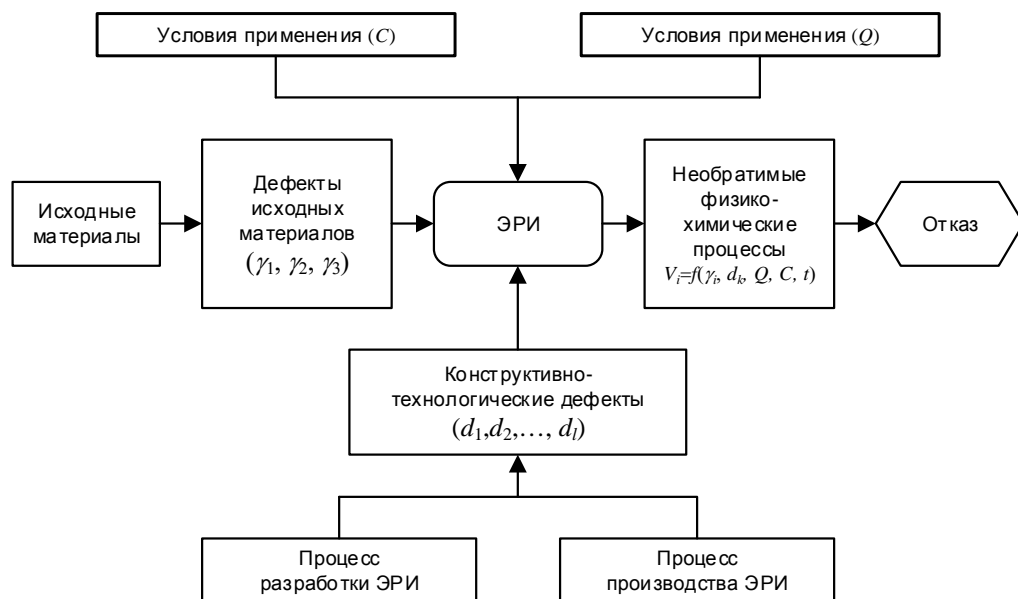 Условия применения (C)
Условия применения (Q)
Исходные
материалы
Дефекты
исходных
материалов
(γ1, γ2, γ3)
ЭРИ
Необратимые
физико-
химические
процессы
Vi=f(γi, dk, Q, C, t)
Отказ
Конструктивно-
технологические дефекты
(d1,d2,…, dl)
Процесс
разработки ЭРИ
Процесс
производства ЭРИ